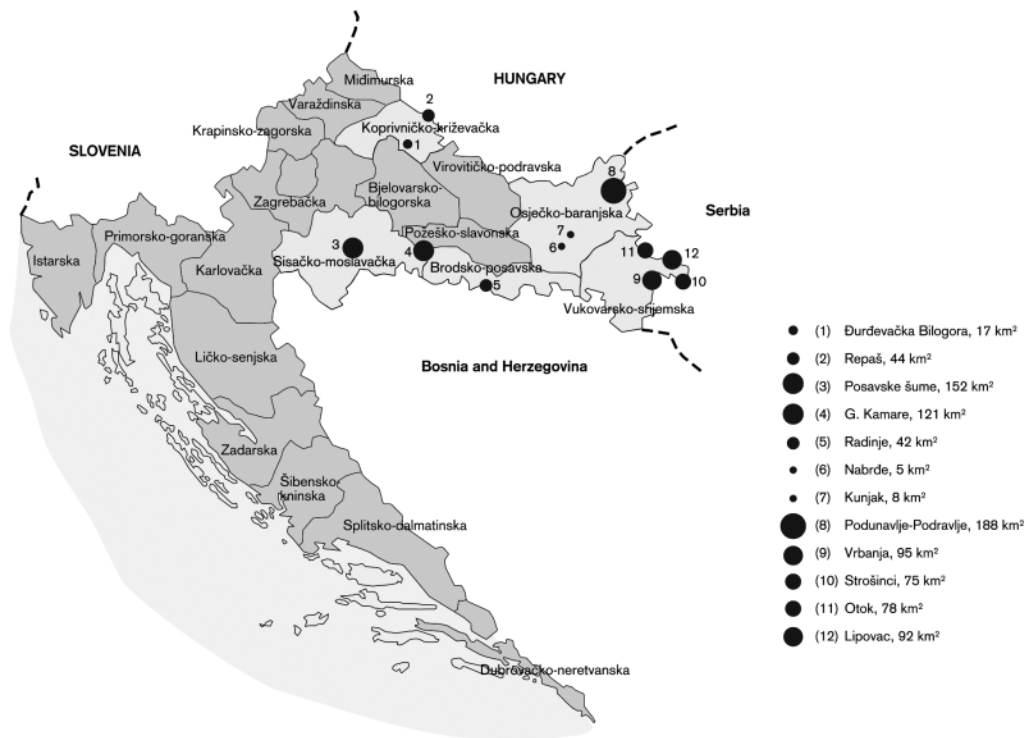 HUNGARY
Miđimurska
2
Varaždinska
Krapinsko-zagorska
Koprivničko-križevačka
1
SLOVENIA
Virovitičko-podravska
8
Bjelovarsko-
bilogorska
Zagrebačka
Osječko-baranjska
Serbia
7
Požeško-slavonska
Primorsko-goranska
6
3
4
11
12
Istarska
Sisačko-moslavačka
Brodsko-posavska
Karlovačka
9
10
5
Vukovarsko-srijemska
Ličko-senjska
Bosnia and Herzegovina
Zadarska
Šibensko-
kninska
Splitsko-dalmatinska
Dubrovačko-neretvanska
(1) Đurđevačka Bilogora, 17 km²
(2) Repaš, 44 km²
(3) Posavske šume, 152 km²
(4) G. Kamare, 121 km²
(5) Radinje, 42 km²
(6) Nabrđe, 5 km²
(7) Kunjak, 8 km²
(8) Podunavlje-Podravlje, 188 km²
(9) Vrbanja, 95 km²
(10) Strošinci, 75 km²
(11) Otok, 78 km²
(12) Lipovac, 92 km²